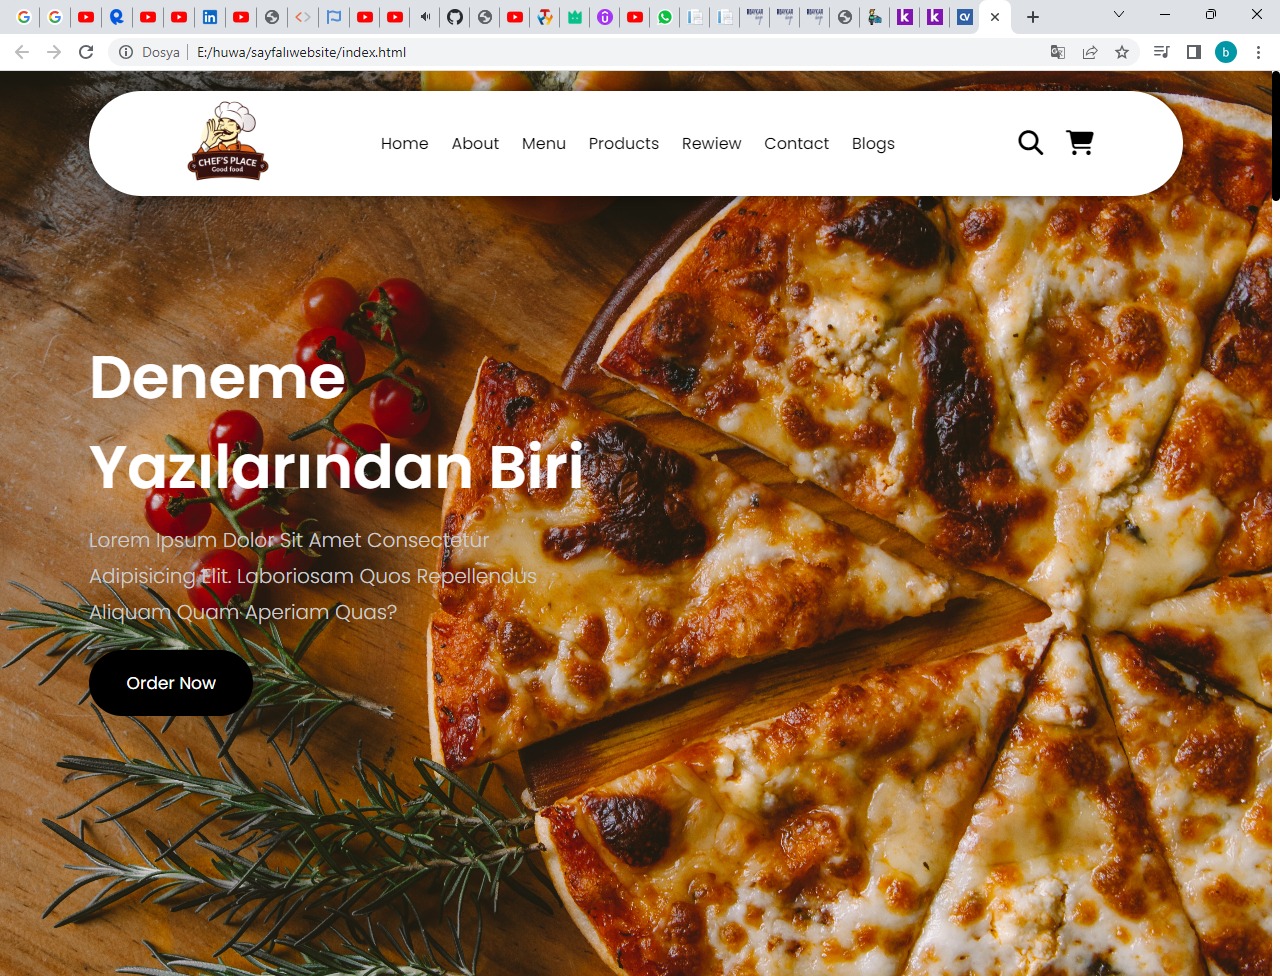 Dosya
E:/huwa/sayfalıwebsite/index.html
b
CV
CHEF'S PLACE
Good food
Home About Menu Products Rewiew Contact Blogs
Deneme
Yazılarından Biri
Lorem Ipsum Dolor Sit Amet Consectetur
Adipisicing Elit. Laboriosam Quos Repellendus
Aliquam Quam Aperiam Quas?
Order Now